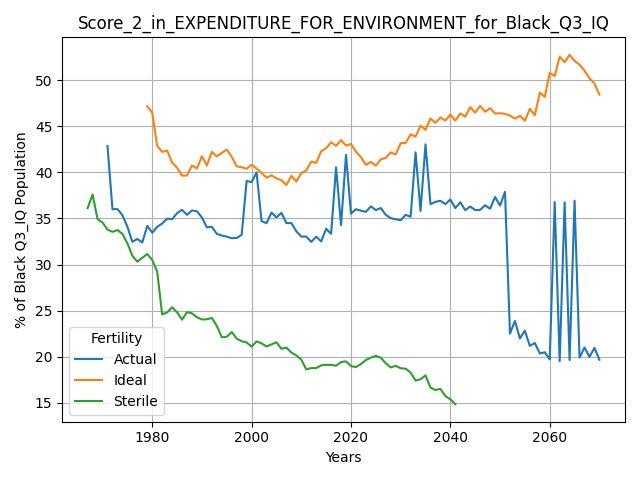 Score_2_in_EXPENDITURE_FOR_ENVIRONMENT_for_Black_Q3_IQ
% of Black Q3_IQ Population
50
45
40
35
30
25
20
15
Fertility
Actual
Ideal
Sterile
1980
2000
2020
2040
2060
Years